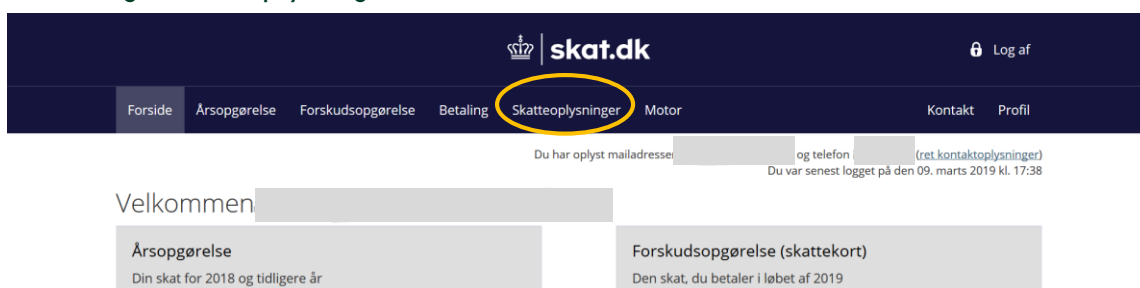 skat.dk
Log af
Forside Årsopgørelse Forskudsopgørelse Betaling Skatteoplysninger Motor Kontakt Profil
Du har oplyst mailadresse og telefon (ret kontaktoplysninger)
Du var senest logget på den 09. marts 2019 kl. 17:38
Velkommen
Årsopgørelse
Din skat for 2018 og tidligere år
Forskudsopgørelse (skattekort)
Den skat, du betaler i løbet af 2019